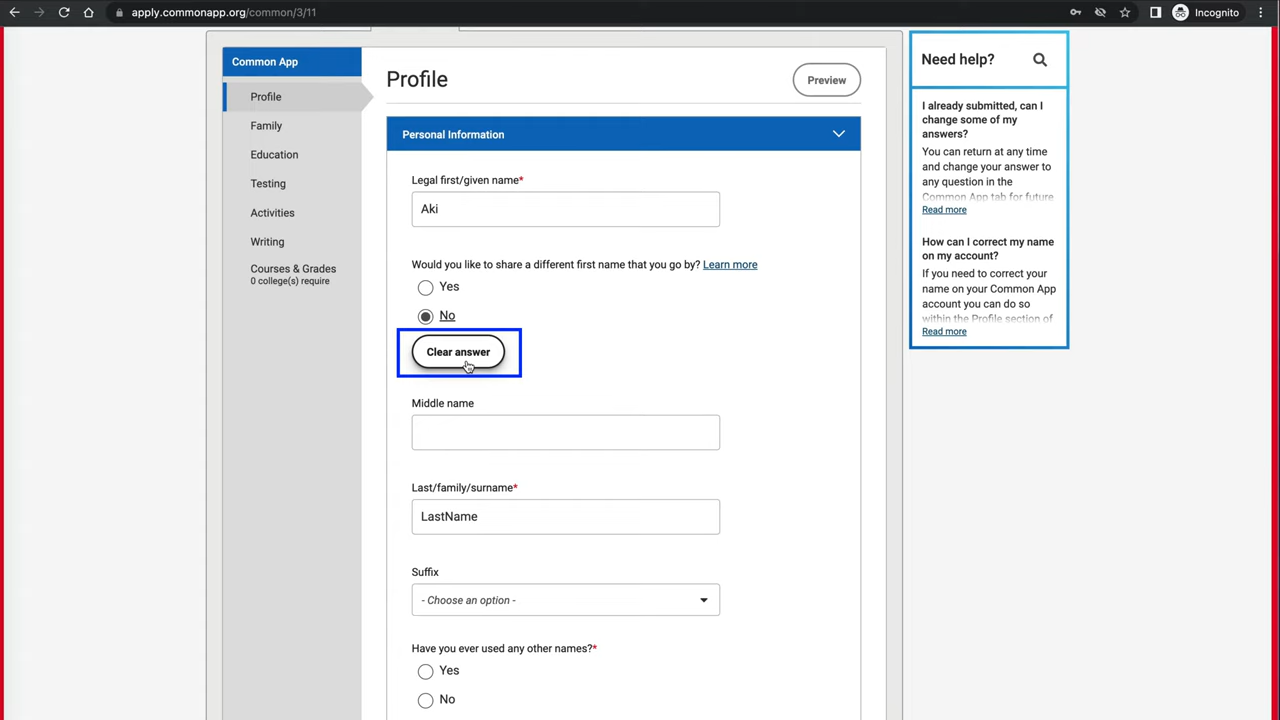 apply.commonapp.org/common/3/11
Incognito
Common App
Profile
Family
Education
Testing
Activities
Writing
Courses & Grades
0 college(s) require
Profile
Preview
Personal Information
Legal first/given name*
Aki
Would you like to share a different first name that you go by? Learn more
Yes
No
Clear answer
Middle name
Last/family/surname*
LastName
Suffix
- Choose an option -
Have you ever used any other names?*
Yes
No
Need help?
I already submitted, can I
change some of my
answers?
You can return at any time
and change your answer to
any question in the
Common App tab for future
Read more
How can I correct my name
on my account?
If you need to correct your
name on your Common App
account you can do so
within the Profile section of
Read more